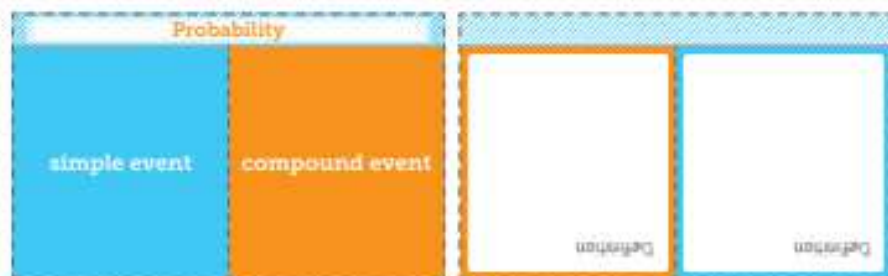 Probability
simple event
compound event
Definition
Definition